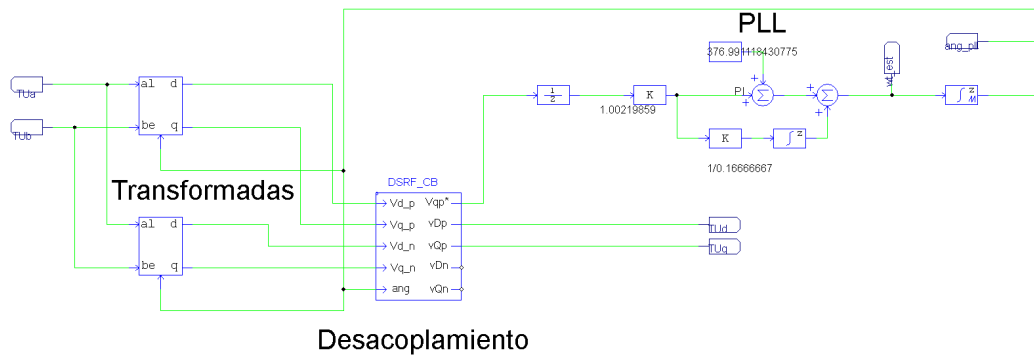 PLL
376.991118430775
ang_pll
wt_est
TUa
al
d
1
Z
K
PI
Σ
Σ
∫
Z
M
TUb
be
q
1.00219859
K
∫
Z
Transformadas
1/0.16666667
DSRF_CB
Vd_p
Vqp*
al
d
Vq_p
vDp
TUd
Vd_n
vQp
TUq
be
q
Vq_n
vDn
ang
vQn
Desacoplamiento